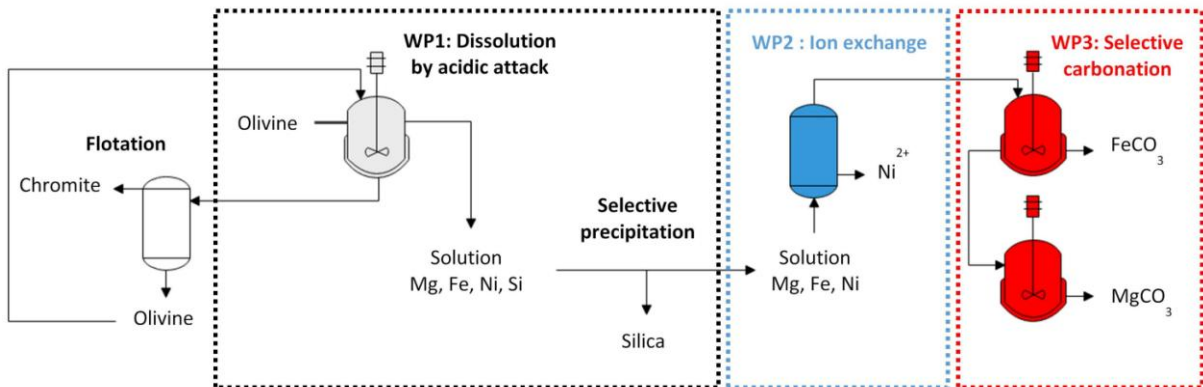 WP1: Dissolution
by acidic attack
WP2 : Ion exchange
WP3: Selective
carbonation
Olivine
Flotation
Chromite
Olivine
Solution
Mg, Fe, Ni, Si
Selective
precipitation
Silica
Ni2+
Solution
Mg, Fe, Ni
FeCO3
MgCO3